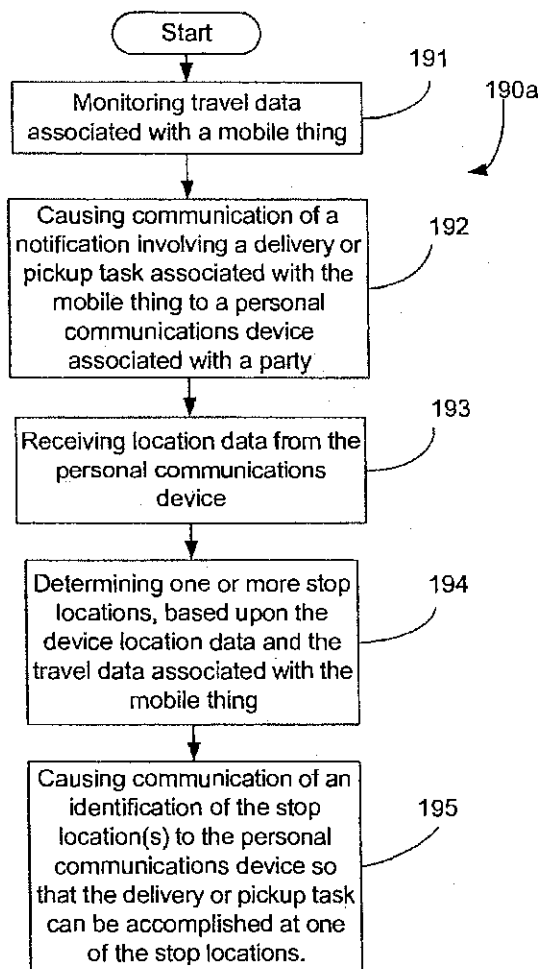 Start
191
190a
Monitoring travel data
associated with a mobile thing
192
Causing communication of a
notification involving a delivery or
pickup task associated with the
mobile thing to a personal
communications device
associated with a party
193
Receiving location data from the
personal communications
device
194
Determining one or more stop
locations, based upon the
device location data and the
travel data associated with the
mobile thing
195
Causing communication of an
identification of the stop
location(s) to the personal
communications device so
that the delivery or pickup task
can be accomplished at one
of the stop locations.